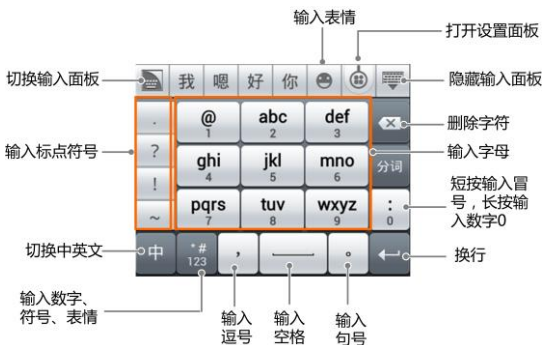 输入表情
打开设置面板
切换输入面板
我 嗯 好 你
隐藏输入面板
. @ abc def
1 2 3
删除字符
输入标点符号
? ghi jkl mno 分词
4 5 6
输入字母
!
~ pqrs tuv wxyz :
7 8 9 0
短按输入冒
号，长按输
入数字0
切换中英文
中 *# , 。
123
换行
输入数字、
符号、表情
输入
逗号
输入
空格
输入
句号